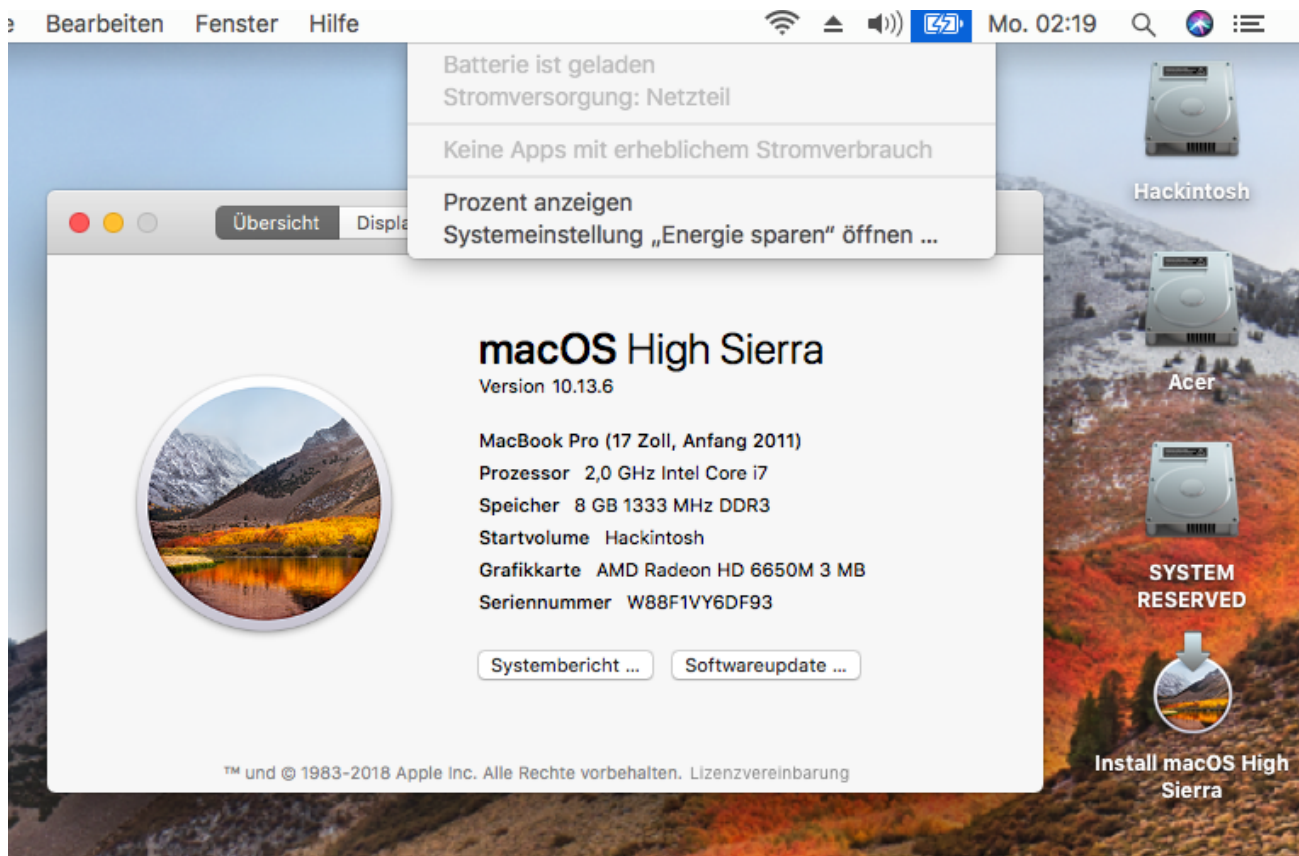 Bearbeiten Fenster Hilfe Mo. 02:19
Batterie ist geladen
Stromversorgung: Netzteil
Keine Apps mit erheblichem Stromverbrauch
Prozent anzeigen
Systemeinstellung „Energie sparen“ öffnen ...
Übersicht
macOS High Sierra
Version 10.13.6
MacBook Pro (17 Zoll, Anfang 2011)
Prozessor 2,0 GHz Intel Core i7
Speicher 8 GB 1333 MHz DDR3
Startvolume Hackintosh
Grafikkarte AMD Radeon HD 6650M 3 MB
Seriennummer W88F1VY6DF93
Systembericht ...
Softwareupdate ...
™ und © 1983-2018 Apple Inc. Alle Rechte vorbehalten. Lizenzvereinbarung
Hackintosh
Acer
SYSTEM
RESERVED
Install macOS High
Sierra